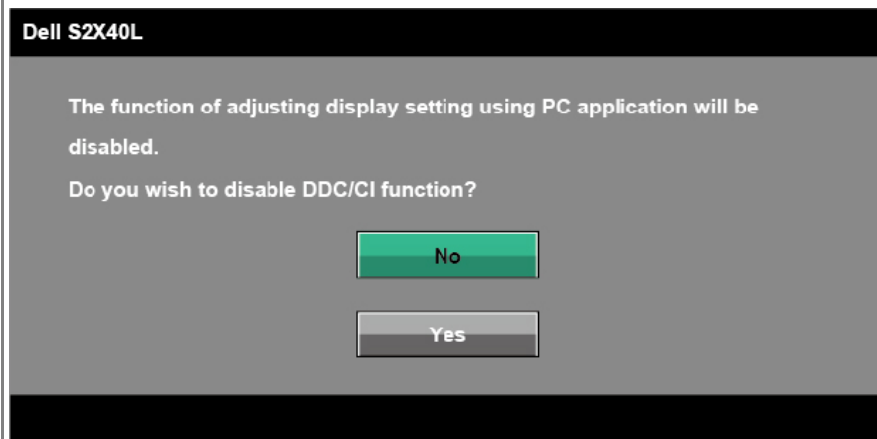 Dell S2X40L
The function of adjusting display setting using PC application will be
disabled.
Do you wish to disable DDC/CI function?
No
Yes